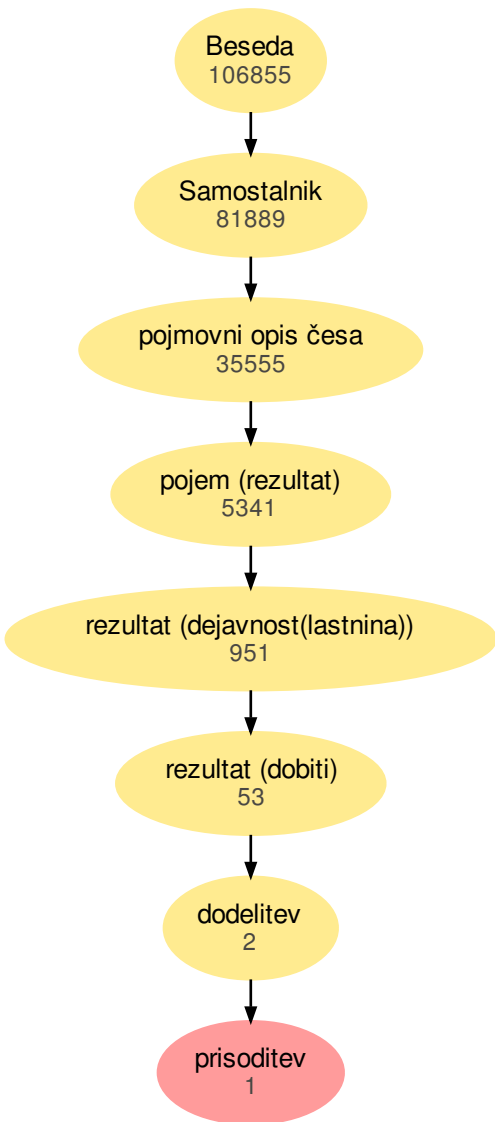 Beseda
106855
Samostalnik
81889
pojmovni opis česa
35555
pojem (rezultat)
5341
rezultat (dejavnost(lastnina))
951
rezultat (dobiti)
53
dodelitev
2
prisoditev
1